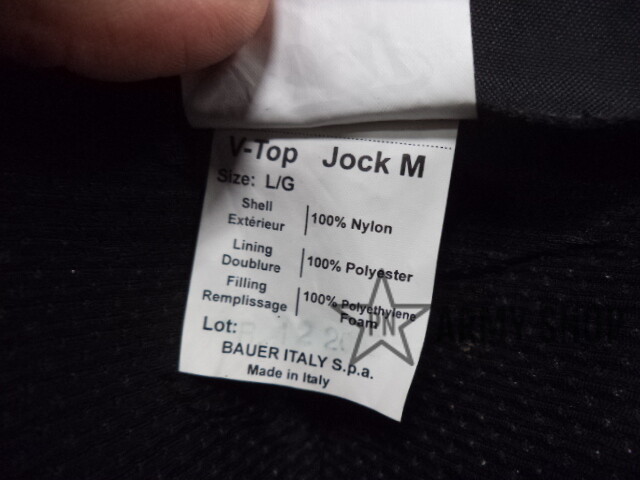 V-Top Jock M
Size: L/G
Shell
Extérieur
100% Nylon
Lining
Doublure
100% Polyester
Filling
Remplissage
100% Polyethylene
Foam
Lot:
BAUER ITALY S.p.a.
Made in Italy
PN